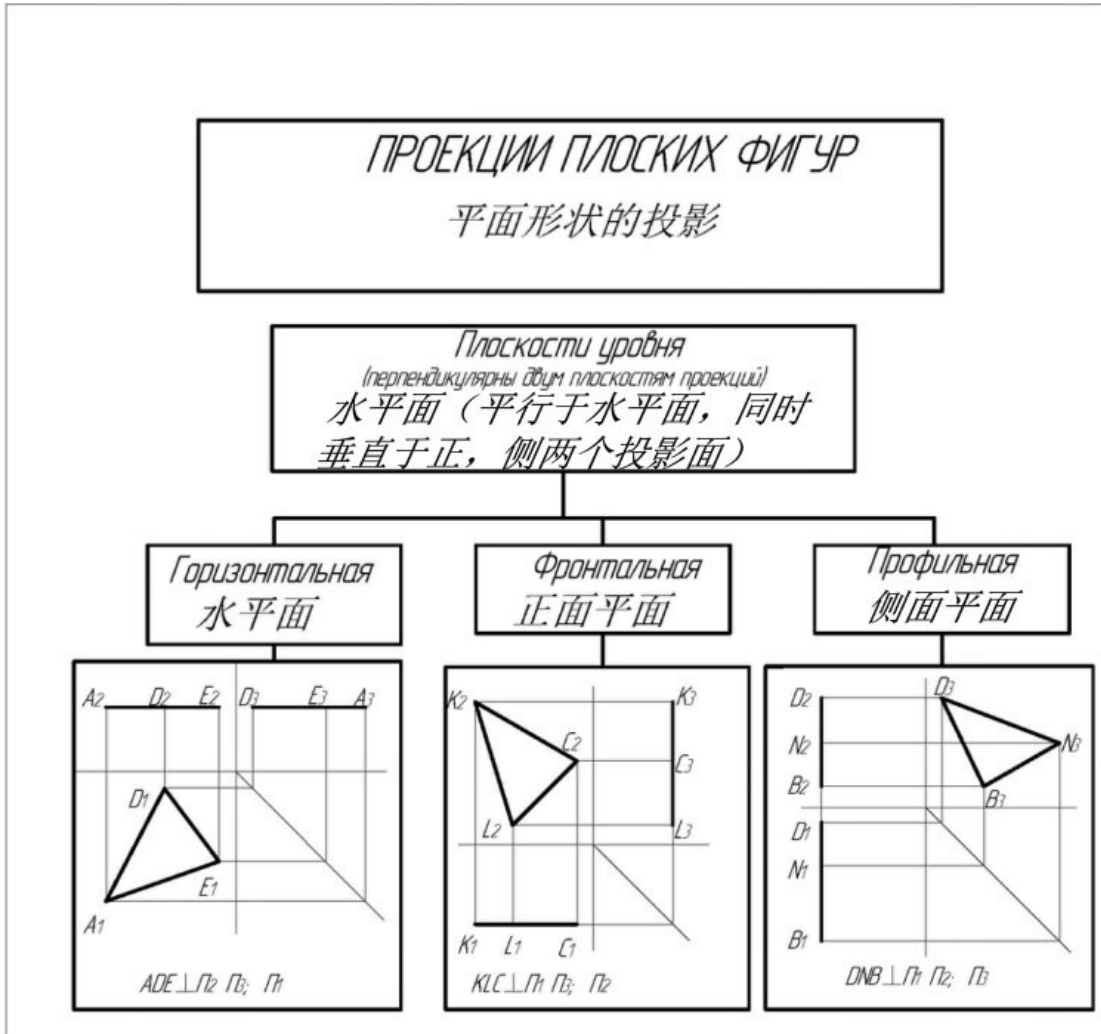 ПРОЕКЦИИ ПЛОСКИХ ФИГУР
平面形状的投影
Плоскости уровня
(перпендикулярны двум плоскостям проекций)
水平面（平行于水平面，同时
垂直于正，侧两个投影面）
Горизонтальная
水平面
Фронтальная
正面平面
Профильная
侧面平面
A2 D2 E2 D3 E3 A3
D1
E1
A1
ADE⊥П2 П3; П1
K2 K3
C2
C3
L2 L3
K1 L1 C1
KLC⊥П1 П3; П2
D2 D3
N2 N3
B2
B3
D1
N1
B1
DNB⊥П1 П2; П3